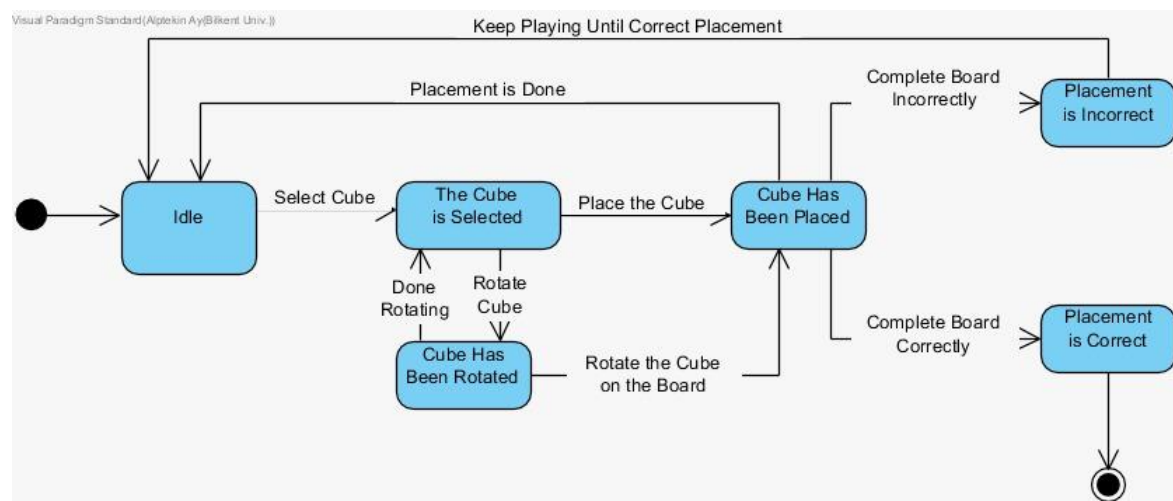 Visual Paradigm Standard(Alptekin Ay(Bilkent Univ.))
Keep Playing Until Correct Placement
Placement is Done
Complete Board
Incorrectly
Placement
is Incorrect
Idle
Select Cube
The Cube
is Selected
Place the Cube
Cube Has
Been Placed
Done
Rotating
Rotate
Cube
Cube Has
Been Rotated
Rotate the Cube
on the Board
Complete Board
Correctly
Placement
is Correct